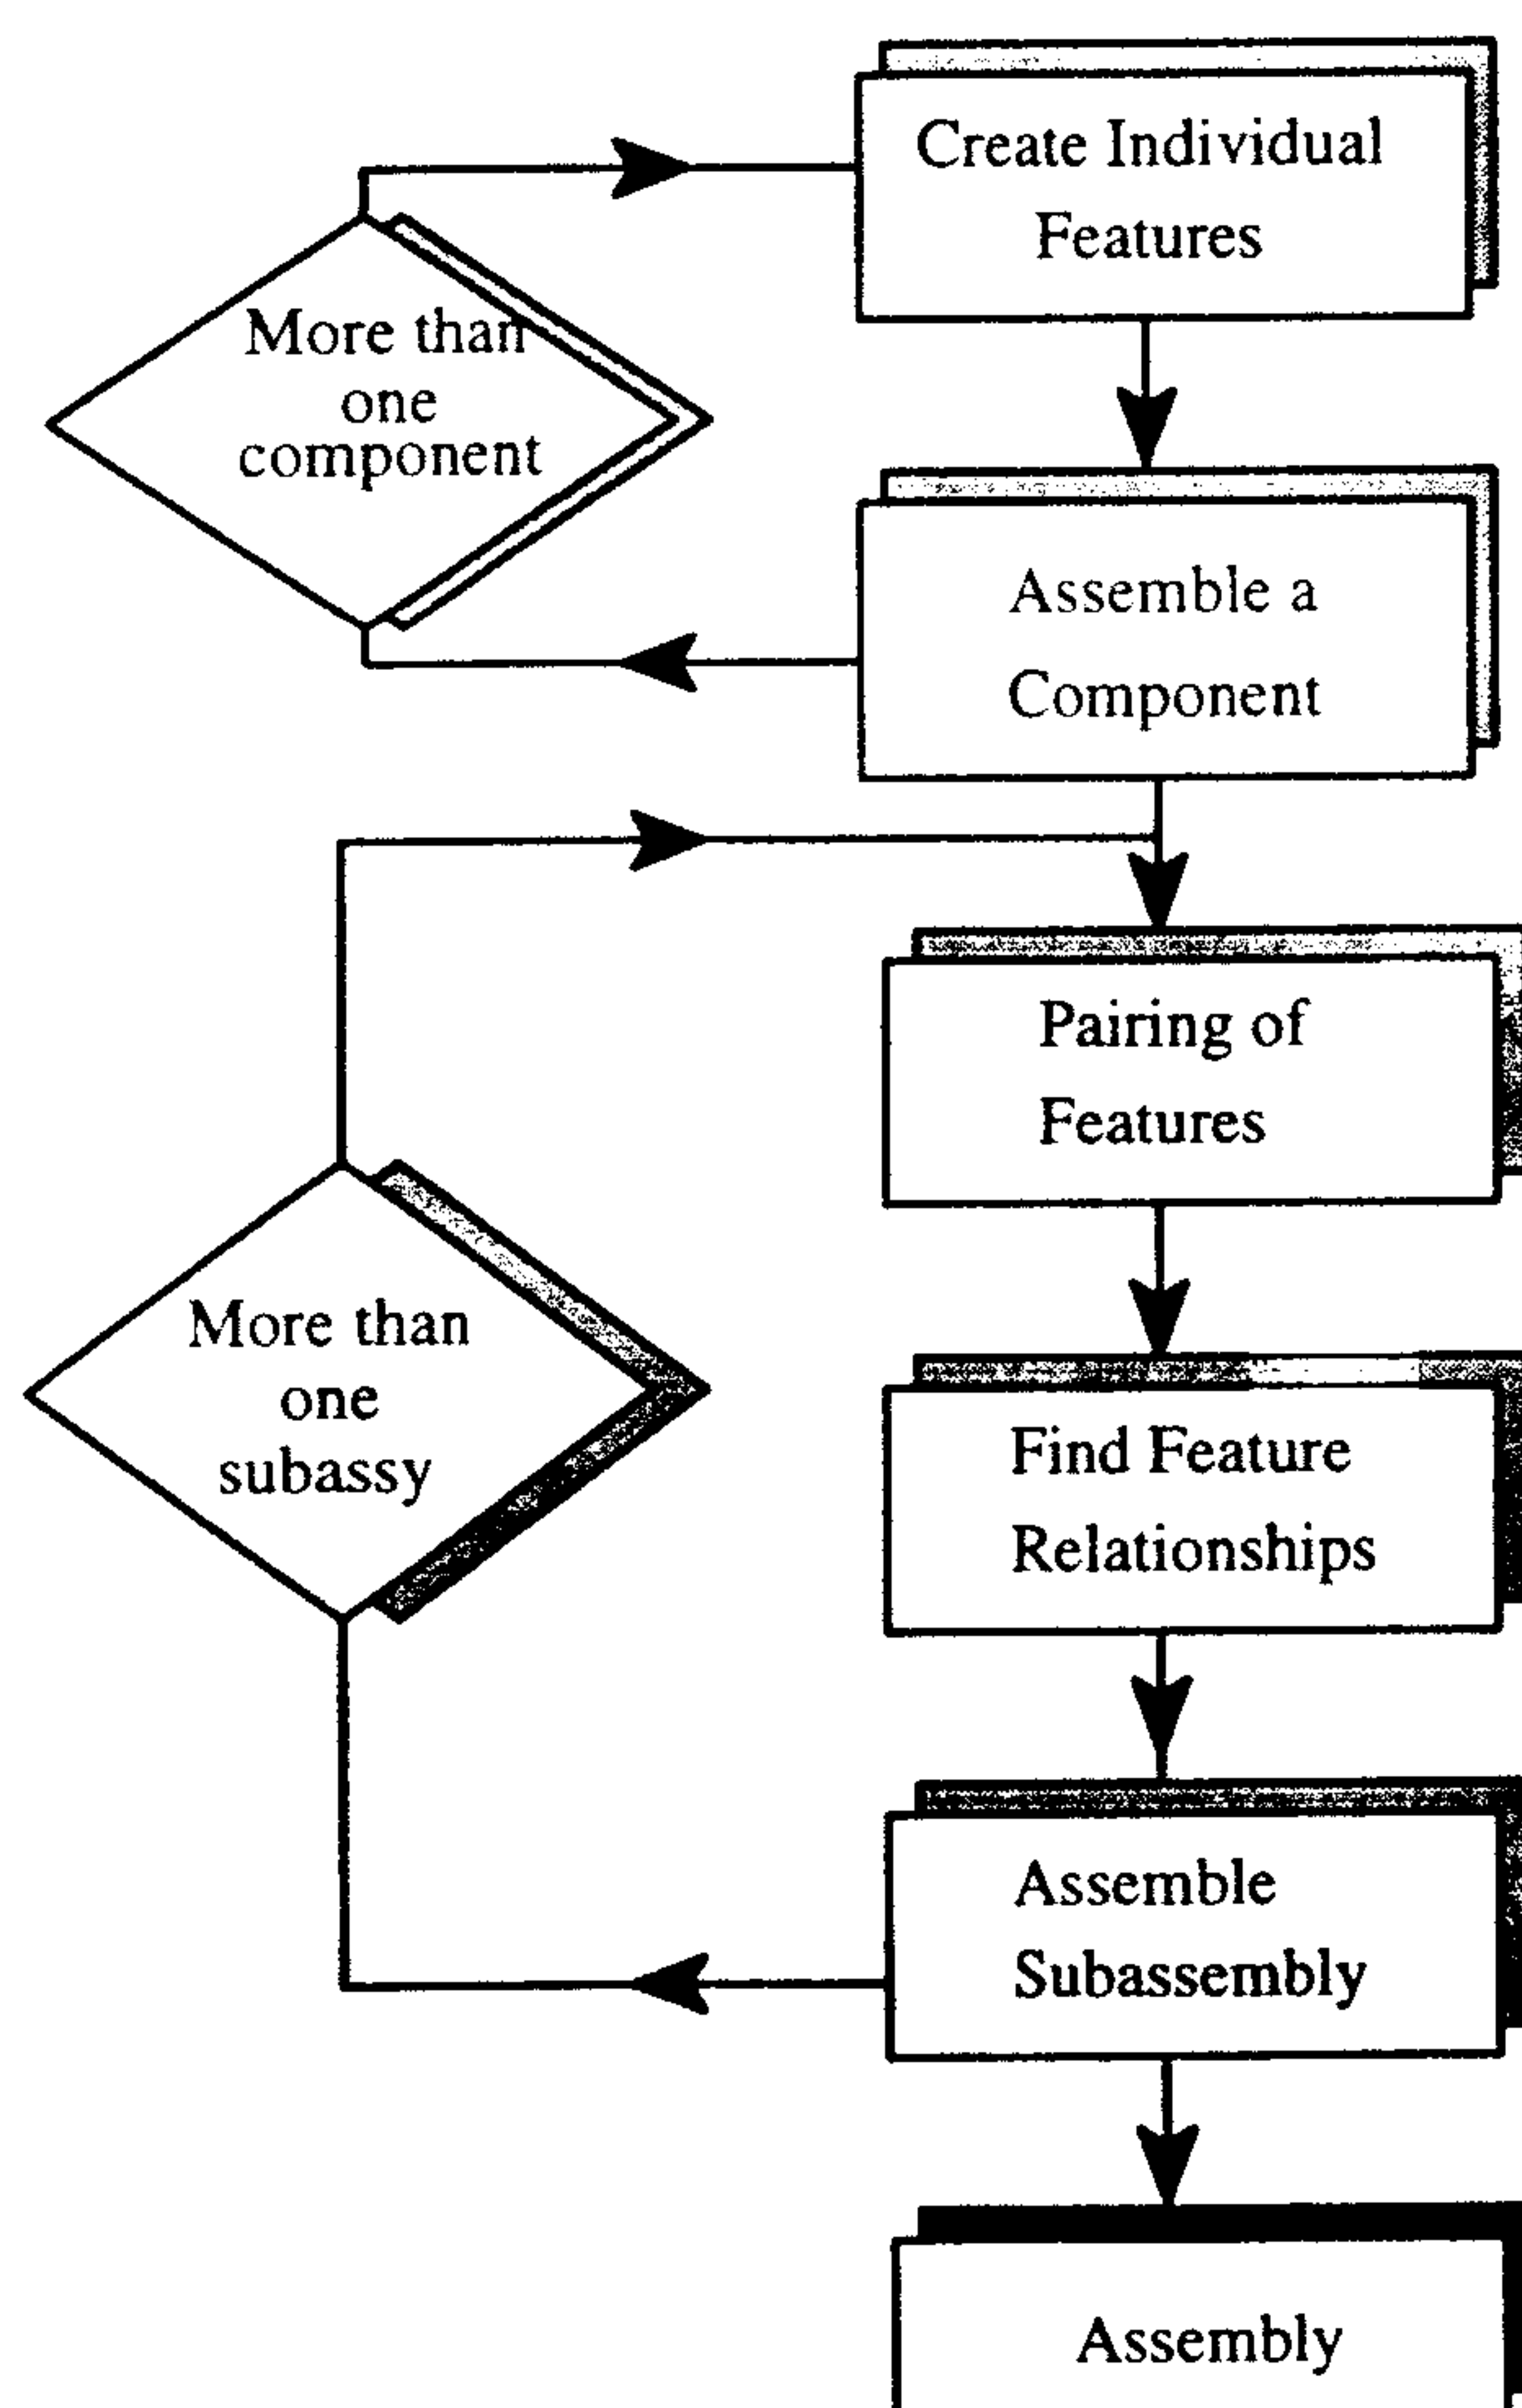 Create Individual
Features
More than
one
component
Assemble a
Component
Pairing of
Features
More than
one
subassy
Find Feature
Relationships
Assemble
Subassembly
Assembly